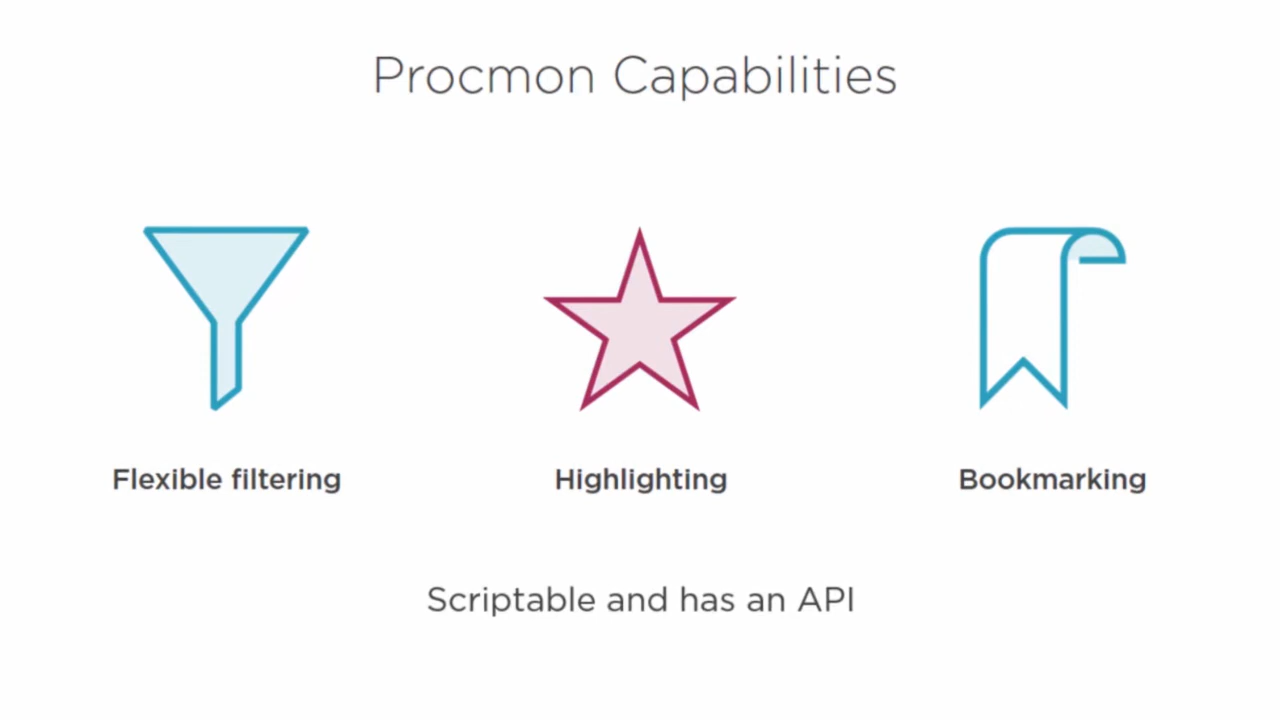 Procmon Capabilities
Flexible filtering
Highlighting
Bookmarking
Scriptable and has an API